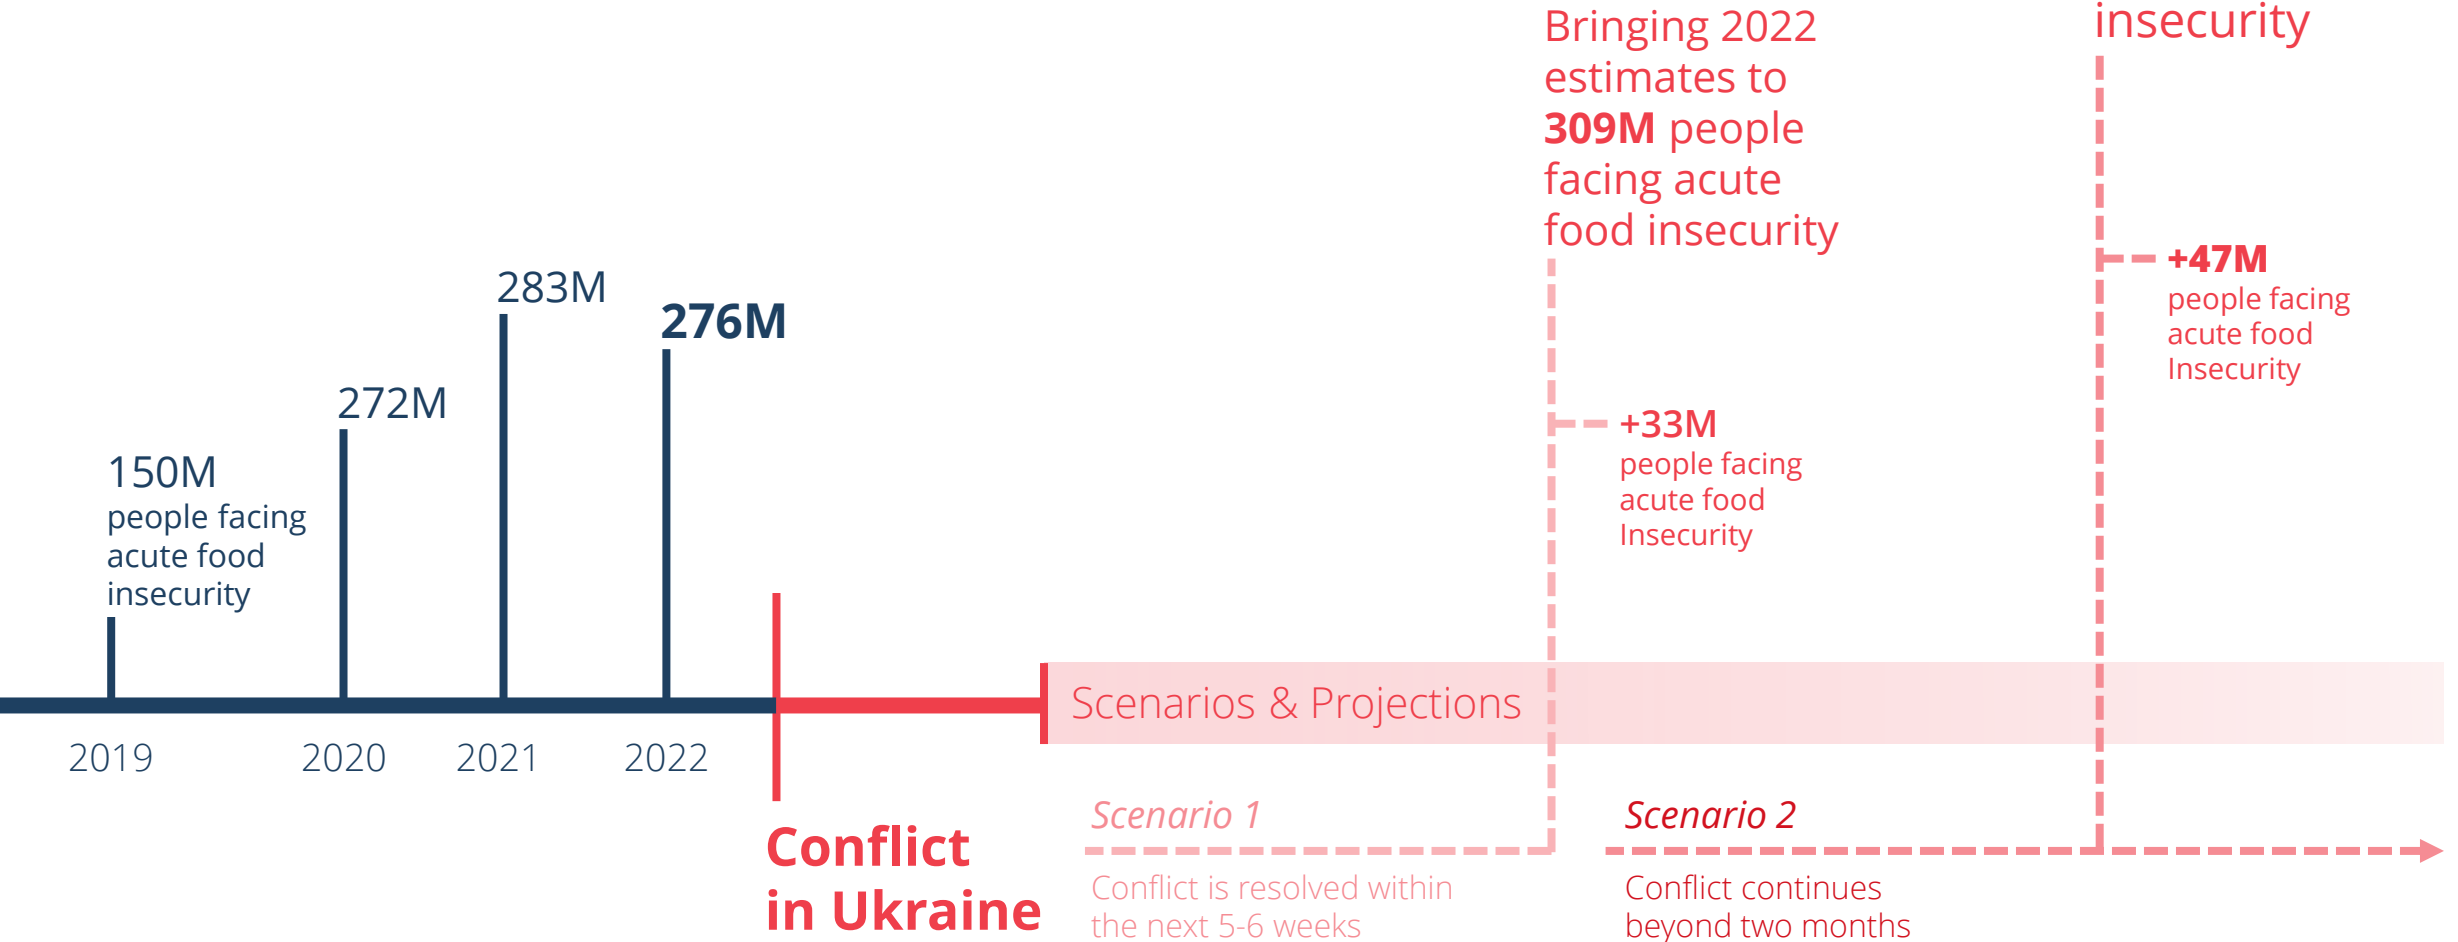 Bringing 2022
estimates to
309M people
facing acute
food insecurity
insecurity
+47M
people facing
acute food
Insecurity
+33M
people facing
acute food
Insecurity
283M
276M
272M
150M
people facing
acute food
insecurity
Scenarios & Projections
2019
2020
2021
2022
Conflict
in Ukraine
Scenario 1
Conflict is resolved within
the next 5-6 weeks
Scenario 2
Conflict continues
beyond two months